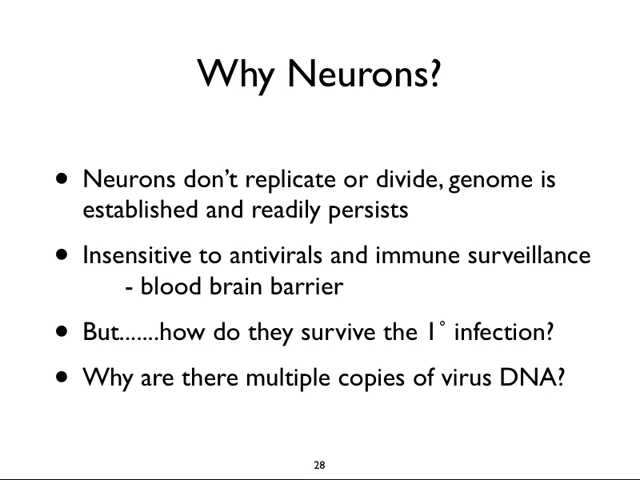 Why Neurons?
• Neurons don't replicate or divide, genome is
established and readily persists
• Insensitive to antivirals and immune surveillance
- blood brain barrier
• But.......how do they survive the 1° infection?
• Why are there multiple copies of virus DNA?
28